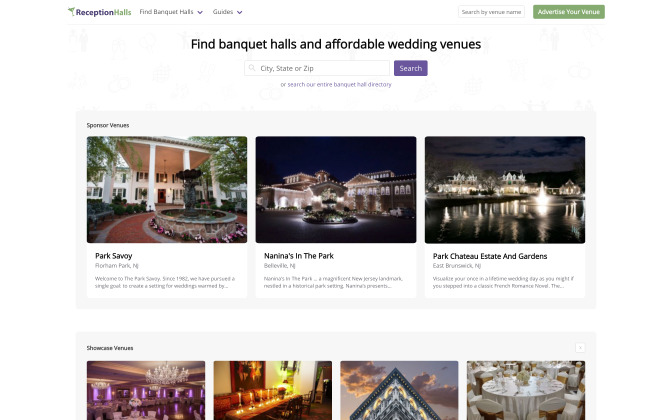 ReceptionHalls
Find Banquet Halls
Guides
Search by venue name
Advertise Your Venue
Find banquet halls and affordable wedding venues
City, State or Zip
Search
or search our entire banquet hall directory
Sponsor Venues
Park Savoy
Florham Park, NJ
Welcome to The Park Savoy. Since 1982, we have pursued a
single goal: to create a setting for weddings warmed by...
Nanina's In The Park
Belleville, NJ
Nanina's In The Park ... a magnificent New Jersey landmark,
nestled in a historical park setting. Nanina's presents...
Park Chateau Estate And Gardens
East Brunswick, NJ
Visualize your once in a lifetime wedding day as you might if
you stepped into a classic French Romance Novel. The...
Showcase Venues